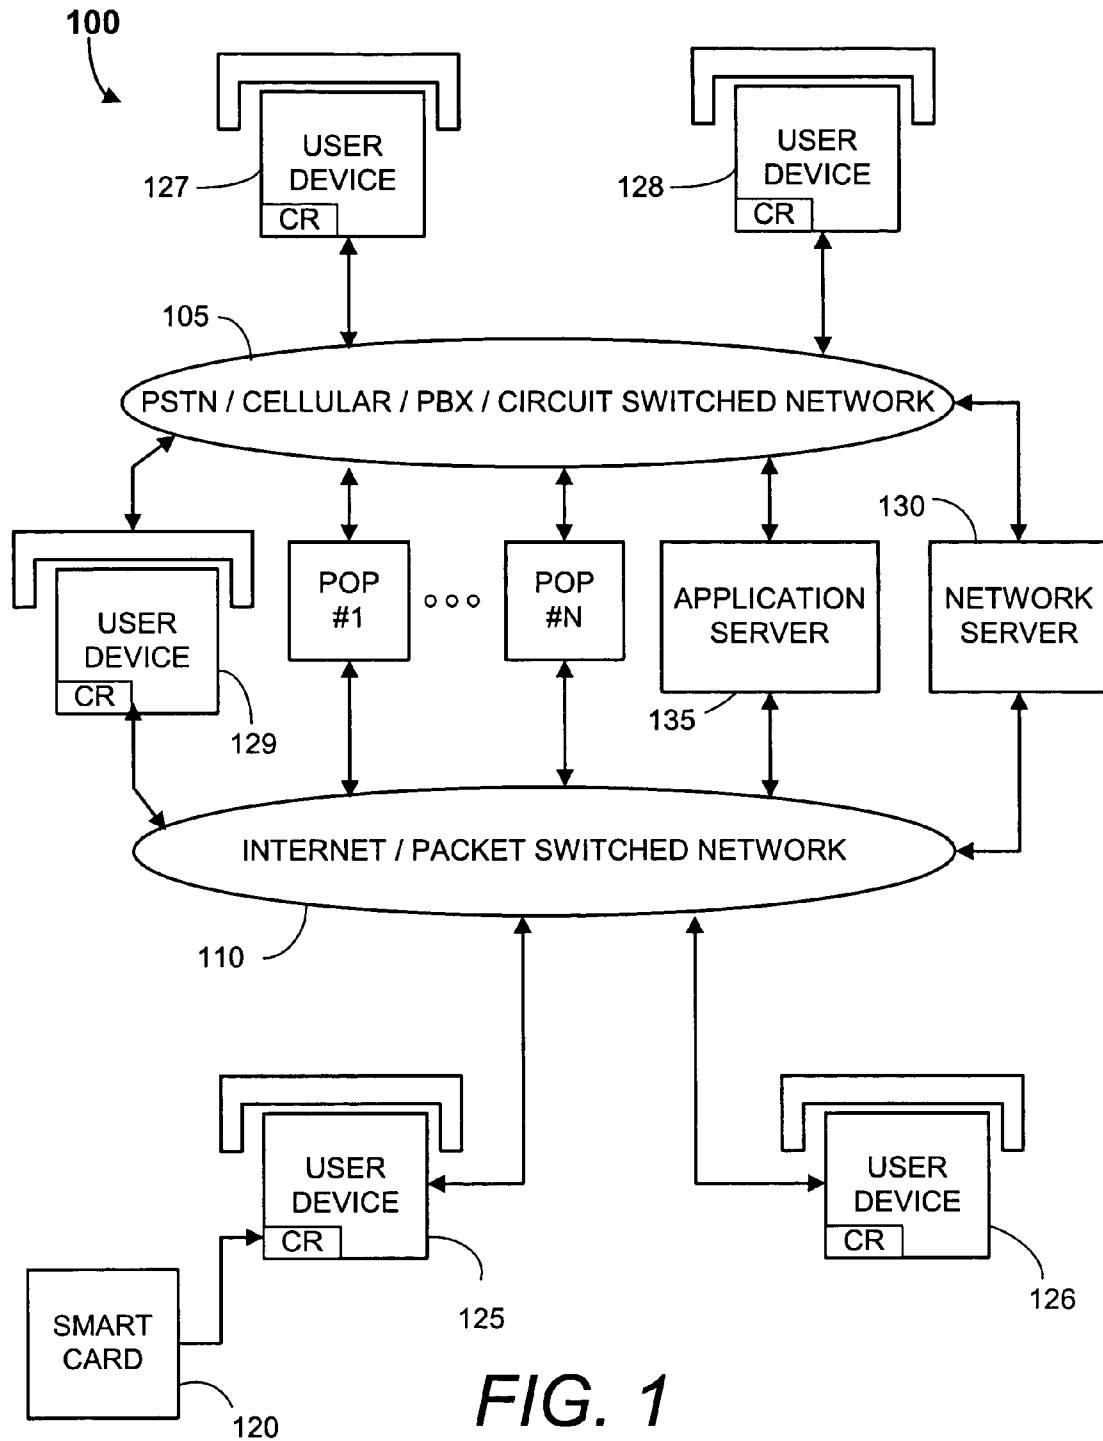 100
USER
DEVICE
CR
127
USER
DEVICE
CR
128
105
PSTN / CELLULAR / PBX / CIRCUIT SWITCHED NETWORK
130
USER
DEVICE
CR
129
POP
#1
POP
#N
APPLICATION
SERVER
135
NETWORK
SERVER
INTERNET / PACKET SWITCHED NETWORK
110
USER
DEVICE
CR
125
USER
DEVICE
CR
126
SMART
CARD
120
FIG. 1